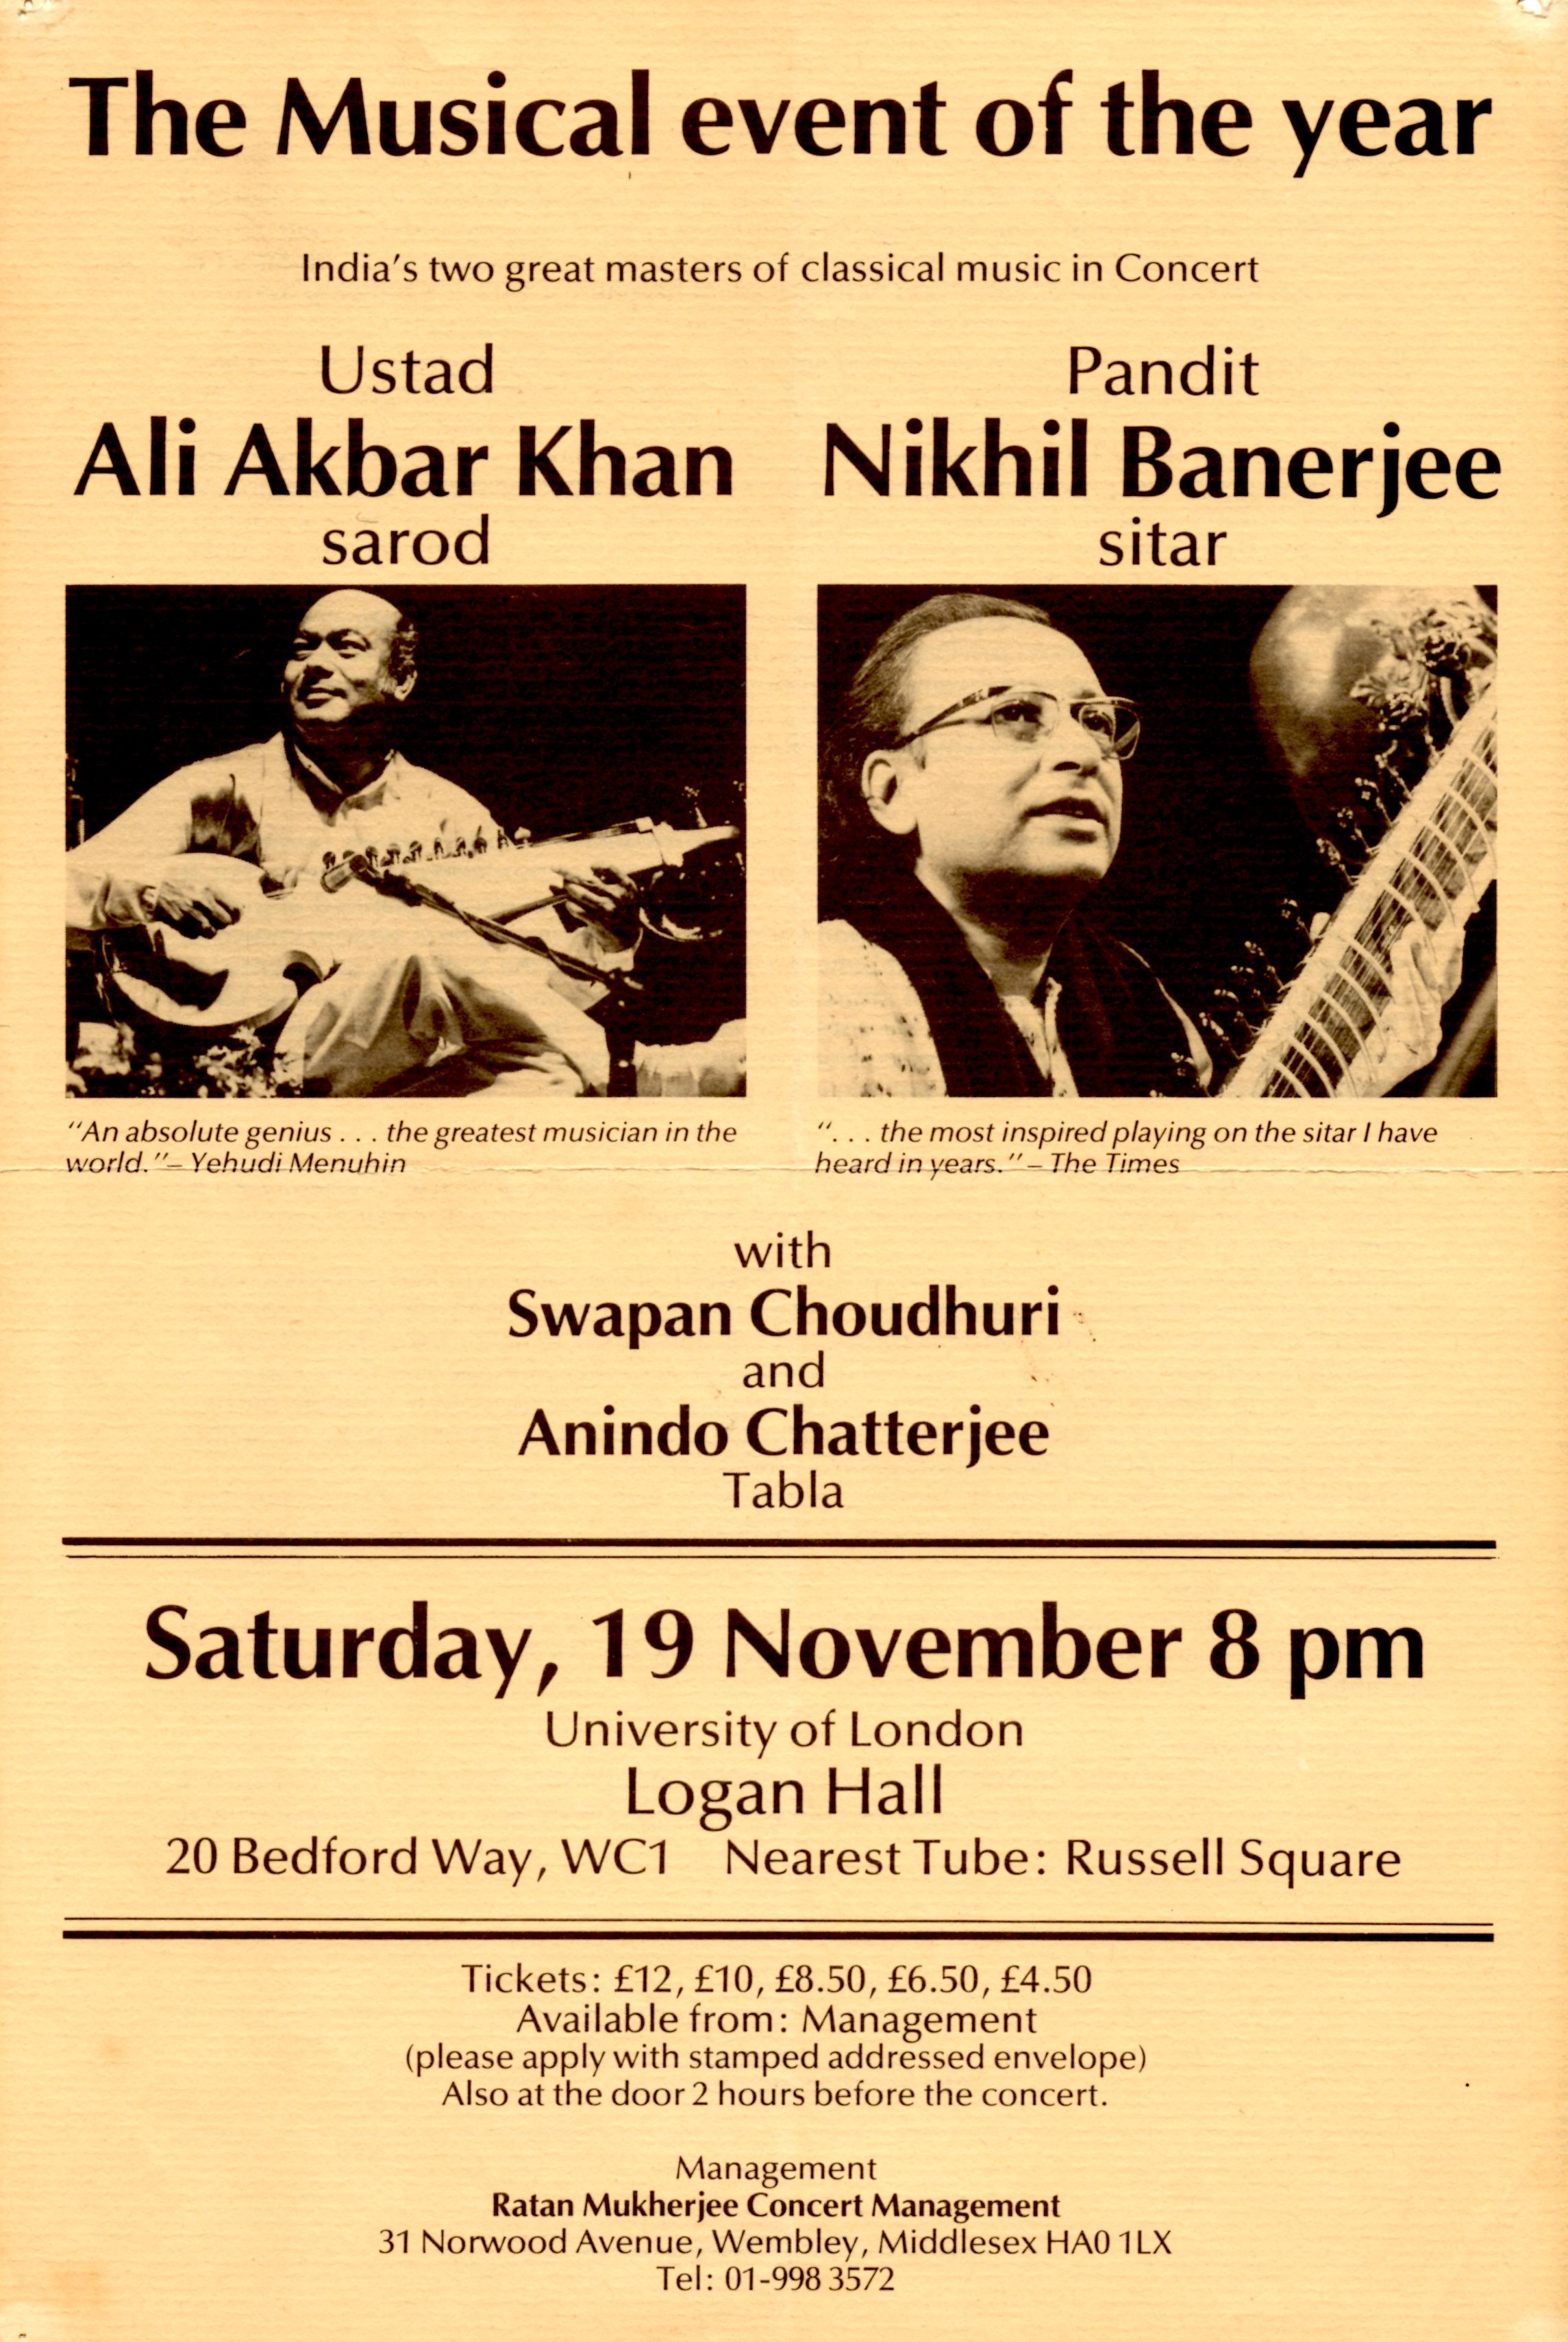 The Musical event of the year
India's two great masters of classical music in Concert
Ustad
Ali Akbar Khan
sarod
Pandit
Nikhil Banerjee
sitar
"An absolute genius . . . the greatest musician in the
world."– Yehudi Menuhin
". . . the most inspired playing on the sitar I have
heard in years." – The Times
with
Swapan Choudhuri
and
Anindo Chatterjee
Tabla
Saturday, 19 November 8 pm
University of London
Logan Hall
20 Bedford Way, WC1 Nearest Tube: Russell Square
Tickets: £12, £10, £8.50, £6.50, £4.50
Available from: Management
(please apply with stamped addressed envelope)
Also at the door 2 hours before the concert.
Management
Ratan Mukherjee Concert Management
31 Norwood Avenue, Wembley, Middlesex HA0 1LX
Tel: 01-998 3572